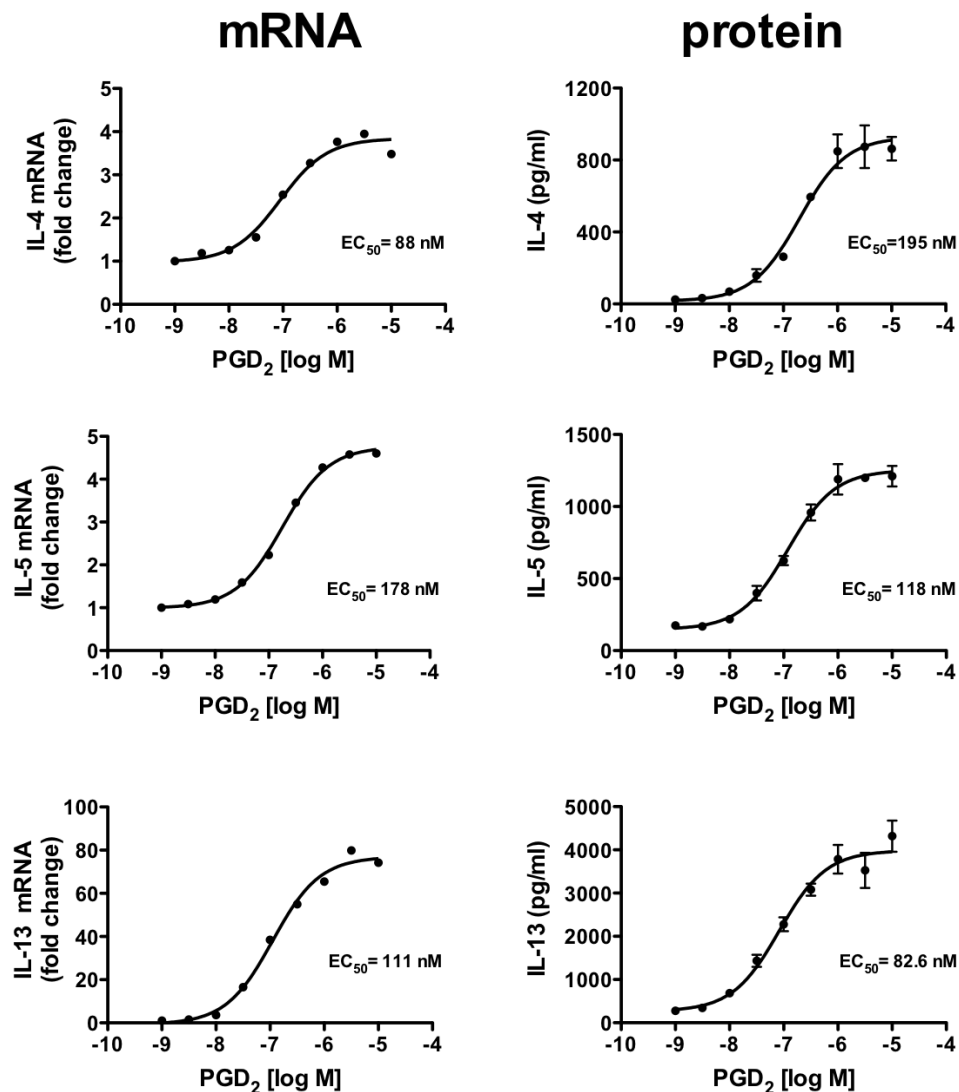 mRNA
protein
IL-4 mRNA
(fold change)
5
4
3
2
1
0
EC50= 88 nM
-10 -9 -8 -7 -6 -5 -4
PGD2 [log M]
IL-4 (pg/ml)
1200
800
400
0
EC50=195 nM
-10 -9 -8 -7 -6 -5 -4
PGD2 [log M]
IL-5 mRNA
(fold change)
5
4
3
2
1
0
EC50= 178 nM
-10 -9 -8 -7 -6 -5 -4
PGD2 [log M]
IL-5 (pg/ml)
1500
1000
500
0
EC50= 118 nM
-10 -9 -8 -7 -6 -5 -4
PGD2 [log M]
IL-13 mRNA
(fold change)
100
80
60
40
20
0
EC50= 111 nM
-10 -9 -8 -7 -6 -5 -4
PGD2 [log M]
IL-13 (pg/ml)
5000
4000
3000
2000
1000
0
EC50= 82.6 nM
-10 -9 -8 -7 -6 -5 -4
PGD2 [log M]